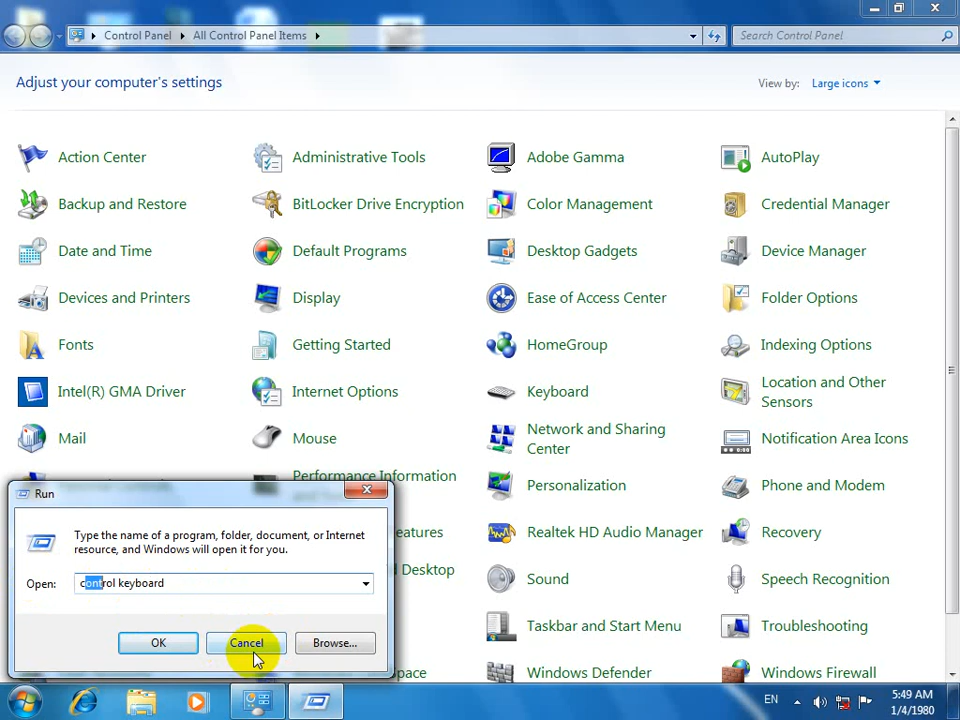 Control Panel All Control Panel Items Search Control Panel
Adjust your computer's settings View by: Large icons
Action Center Administrative Tools Adobe Gamma AutoPlay
Backup and Restore BitLocker Drive Encryption Color Management Credential Manager
Date and Time Default Programs Desktop Gadgets Device Manager
Devices and Printers Display Ease of Access Center Folder Options
Fonts Getting Started HomeGroup Indexing Options
Intel(R) GMA Driver Internet Options Keyboard Location and Other
Sensors
Mail Mouse Network and Sharing
Center Notification Area Icons
Performance Information
Personalization Phone and Modem
Run
Type the name of a program, folder, document, or Internet
resource, and Windows will open it for you.
Open: control keyboard
OK Cancel Browse...
eatures Realtek HD Audio Manager Recovery
d Desktop Sound Speech Recognition
Taskbar and Start Menu Troubleshooting
Windows Defender Windows Firewall
EN 5:49 AM
1/4/1980